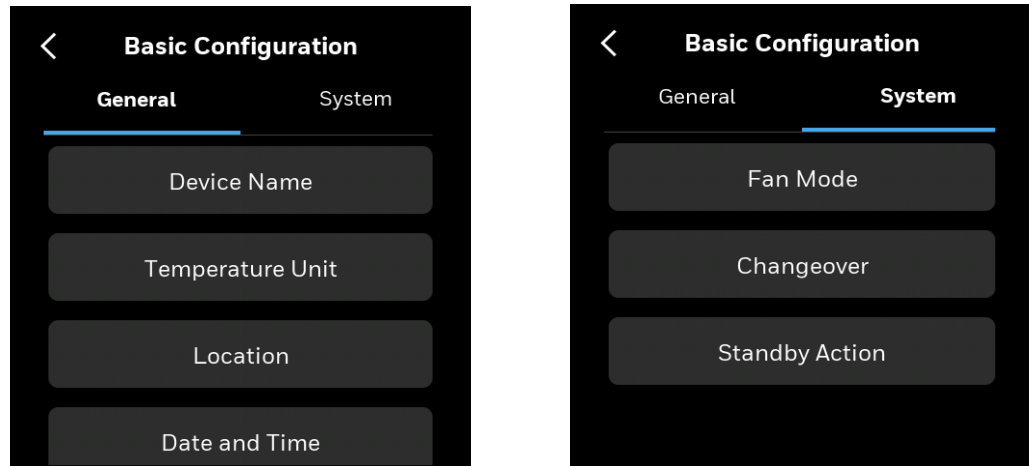 Basic Configuration
General System
Device Name
Temperature Unit
Location
Date and Time
Basic Configuration
General System
Fan Mode
Changeover
Standby Action